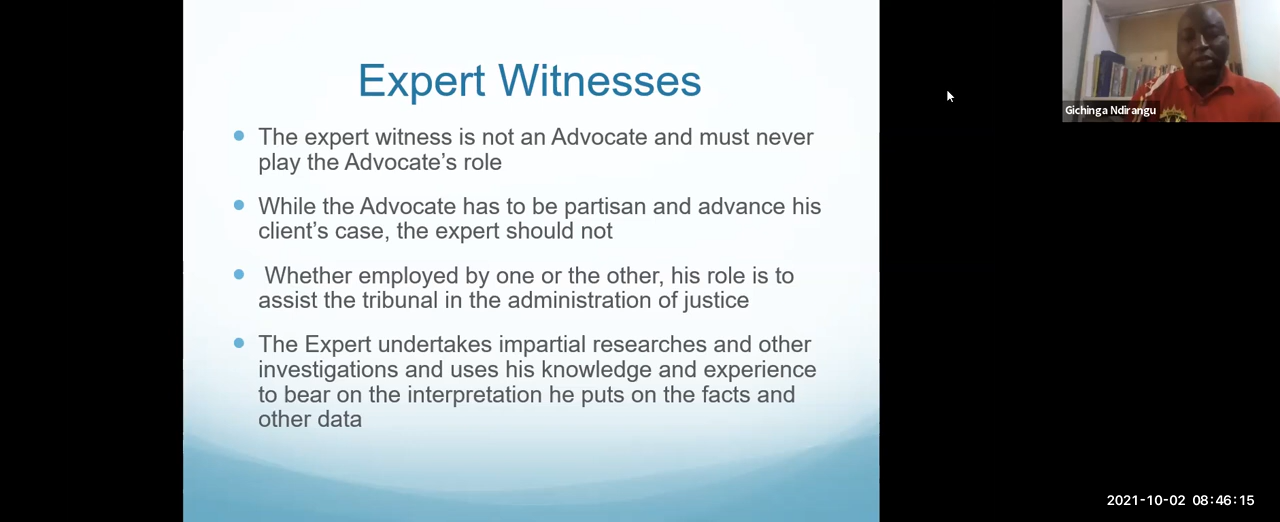 Expert Witnesses
Gichinga Ndirangu
• The expert witness is not an Advocate and must never
play the Advocate’s role
• While the Advocate has to be partisan and advance his
client’s case, the expert should not
• Whether employed by one or the other, his role is to
assist the tribunal in the administration of justice
• The Expert undertakes impartial researches and other
investigations and uses his knowledge and experience
to bear on the interpretation he puts on the facts and
other data
2021-10-02 08:46:15